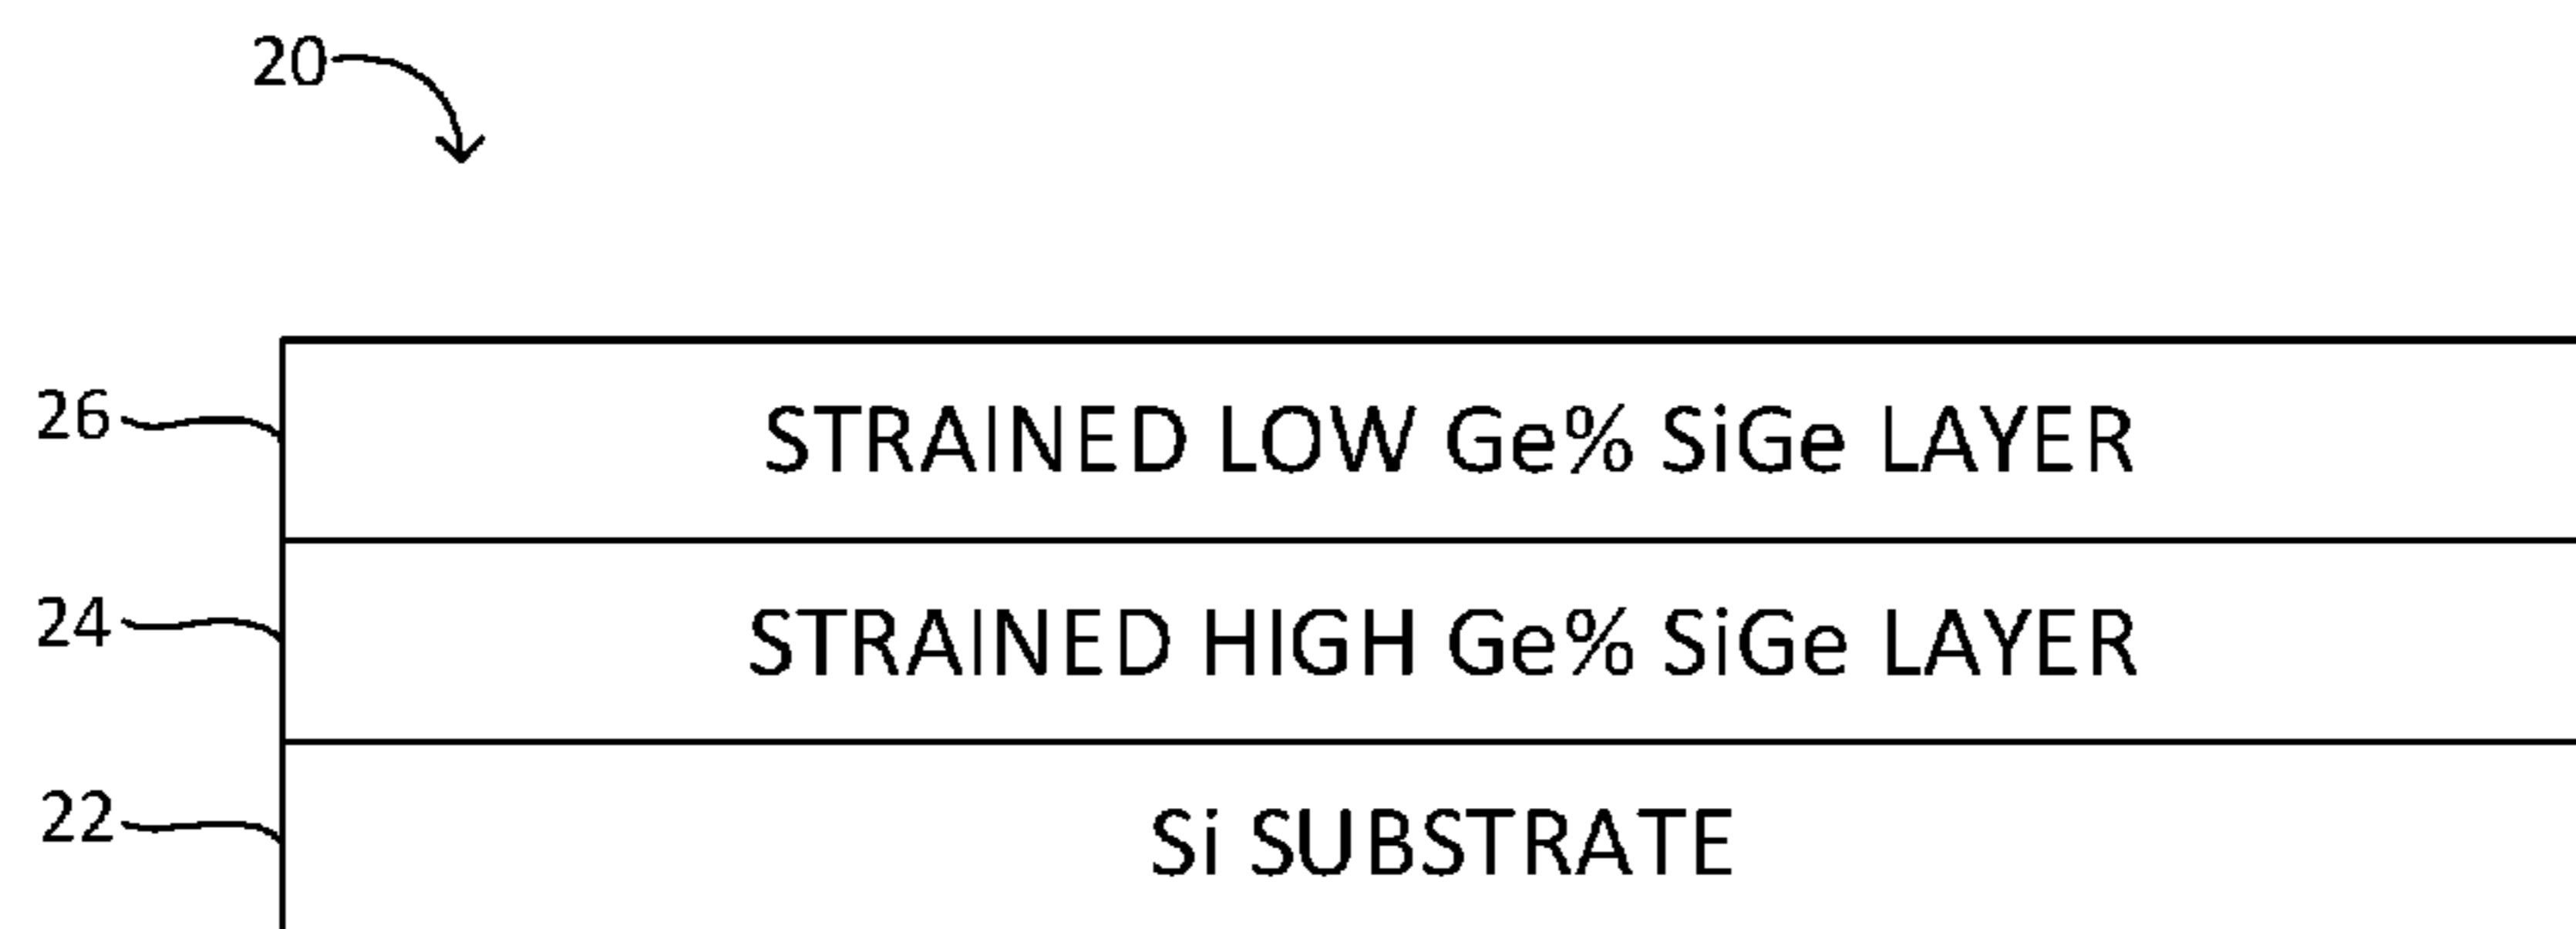 20
26 STRAINED LOW Ge% SiGe LAYER
24 STRAINED HIGH Ge% SiGe LAYER
22 Si SUBSTRATE